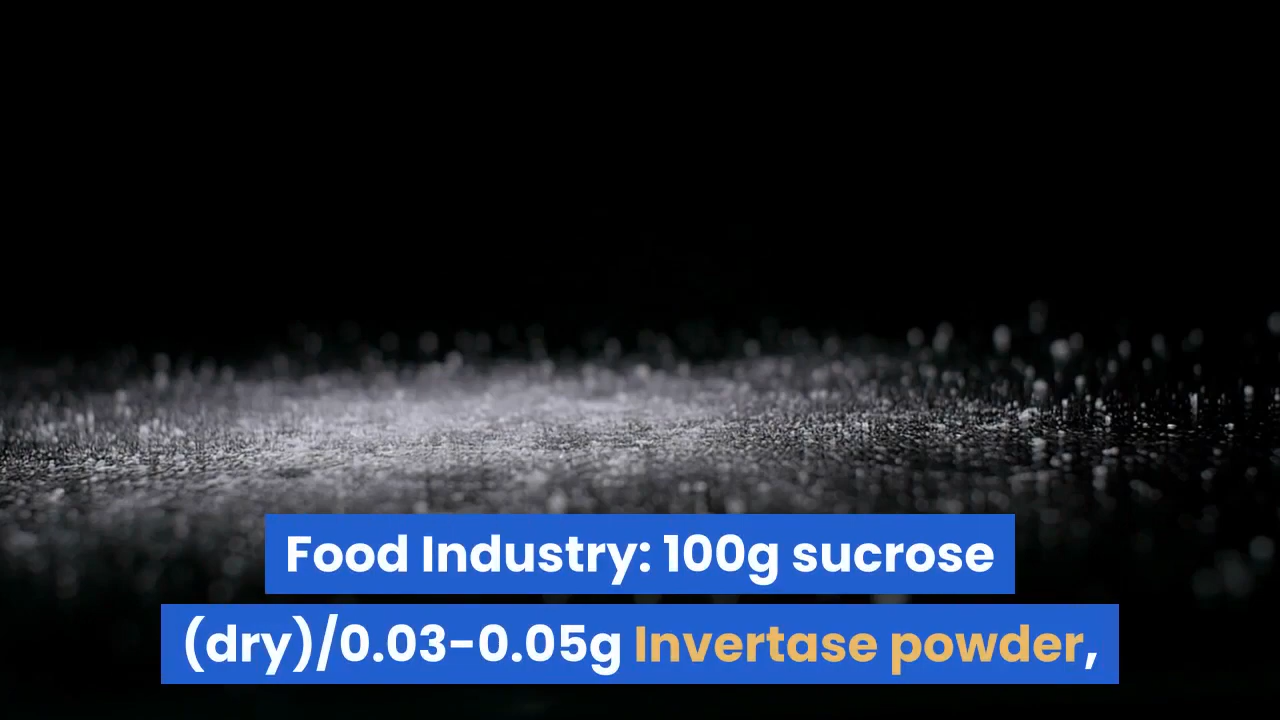 Food Industry: 100g sucrose
(dry)/0.03-0.05g Invertase powder,